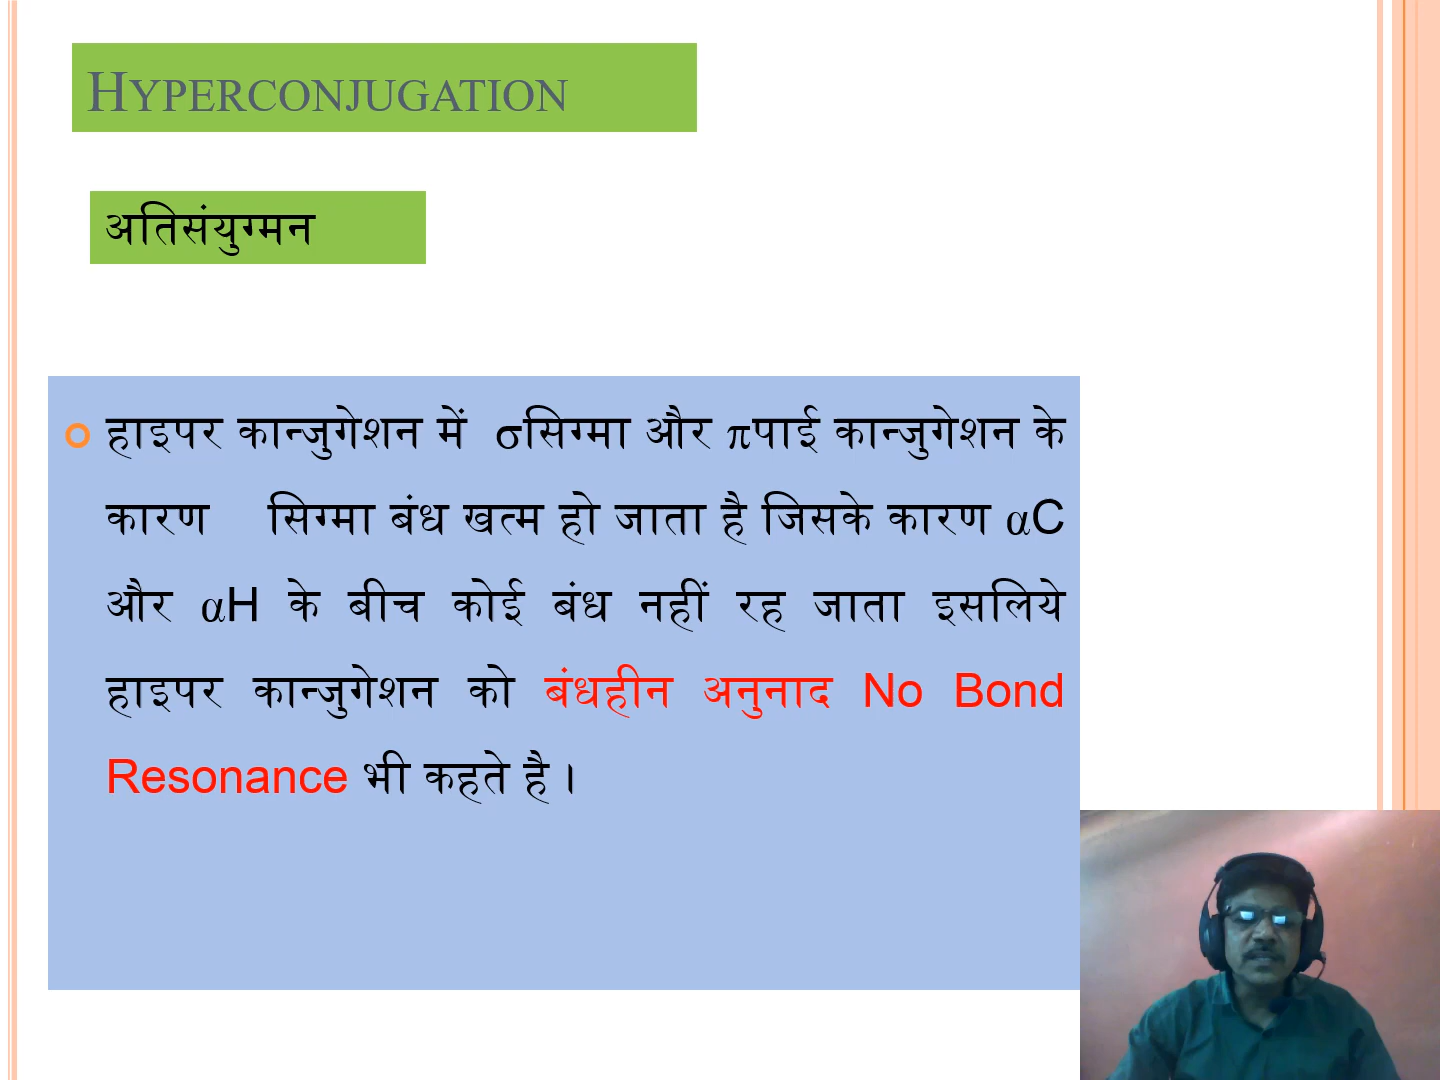 HYPERCONJUGATION
अतिसंयुग्मन
हाइपर कान्जुगेशन में σसिग्मा और πपाई कान्जुगेशन के
कारण सिग्मा बंध खत्म हो जाता है जिसके कारण αC
और αH के बीच कोई बंध नहीं रह जाता इसलिये
हाइपर कान्जुगेशन को बंधहीन अनुनाद No Bond
Resonance भी कहते है।